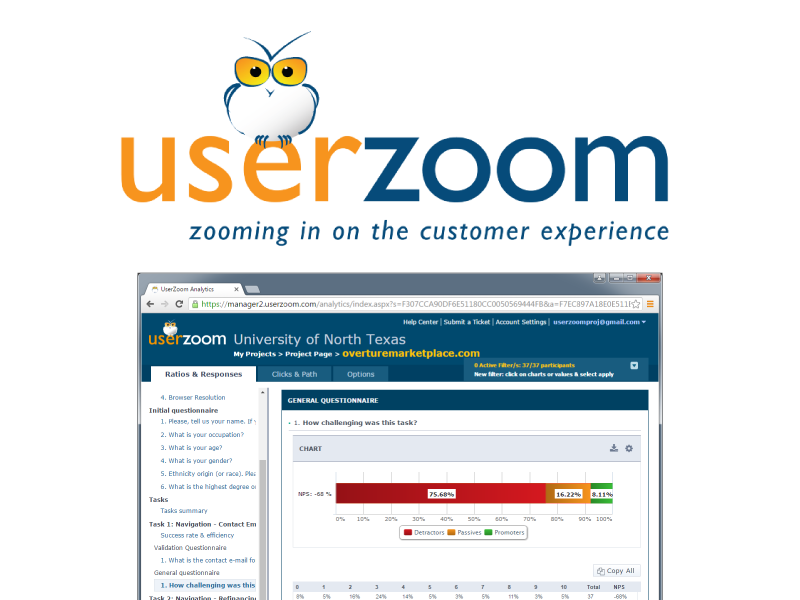 userzoom
zooming in on the customer experience
UserZoom Analytics
https://manager2.userzoom.com/analytics/index.aspx?s=F307CCA90DF6E51180CC0050569444FB&a=F7EC897A18E0E511
Help Center | Submit a Ticket | Account Settings | userzoomproj@gmail.com
userzoom University of North Texas
My Projects > Project Page > overturemarketplace.com
0 Active Filter/s: 37/37 participants
New filter: click on charts or values & select apply
Ratios & Responses Clicks & Path Options
4. Browser Resolution
Initial questionnaire
1. Please, tell us your name. If
2. What is your occupation?
3. What is your age?
4. What is your gender?
5. Ethnicity origin (or race). Plea
6. What is the highest degree o
Tasks
Tasks summary
Task 1: Navigation - Contact Em
Success rate & efficiency
Validation Questionnaire
1. What is the contact e-mail fo
General questionnaire
1. How challenging was this
Task 2: Navigation - Refinancing
GENERAL QUESTIONNAIRE
- 1. How challenging was this task?
CHART
NPS: -68 % 75.68% 16.22% 8.11%
0% 10% 20% 30% 40% 50% 60% 70% 80% 90% 100%
Detractors Passives Promoters
Copy All
0 1 2 3 4 5 6 7 8 9 10 Total NPS
8% 5% 16% 24% 14% 5% 3% 5% 11% 3% 5% 37 -68%